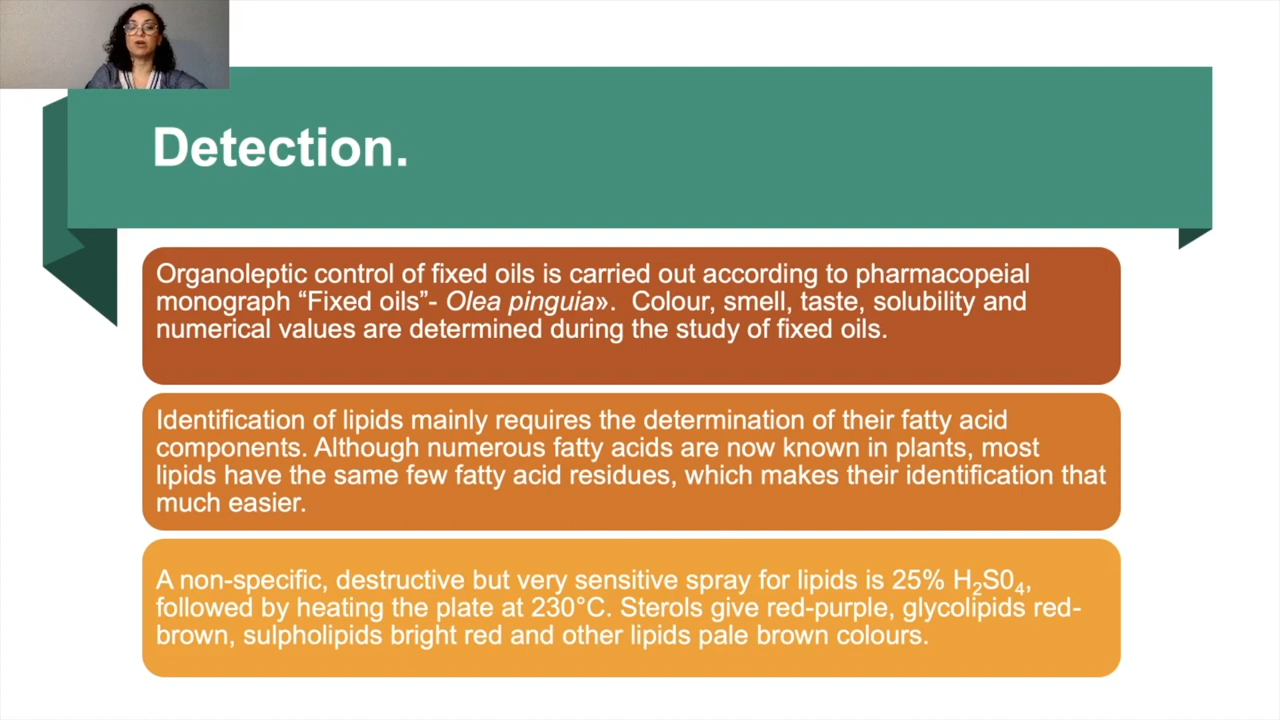 Detection.
Organoleptic control of fixed oils is carried out according to pharmacopeial
monograph “Fixed oils”- Olea pinguia». Colour, smell, taste, solubility and
numerical values are determined during the study of fixed oils.
Identification of lipids mainly requires the determination of their fatty acid
components. Although numerous fatty acids are now known in plants, most
lipids have the same few fatty acid residues, which makes their identification that
much easier.
A non-specific, destructive but very sensitive spray for lipids is 25% H₂S0₄,
followed by heating the plate at 230°C. Sterols give red-purple, glycolipids red-
brown, sulpholipids bright red and other lipids pale brown colours.